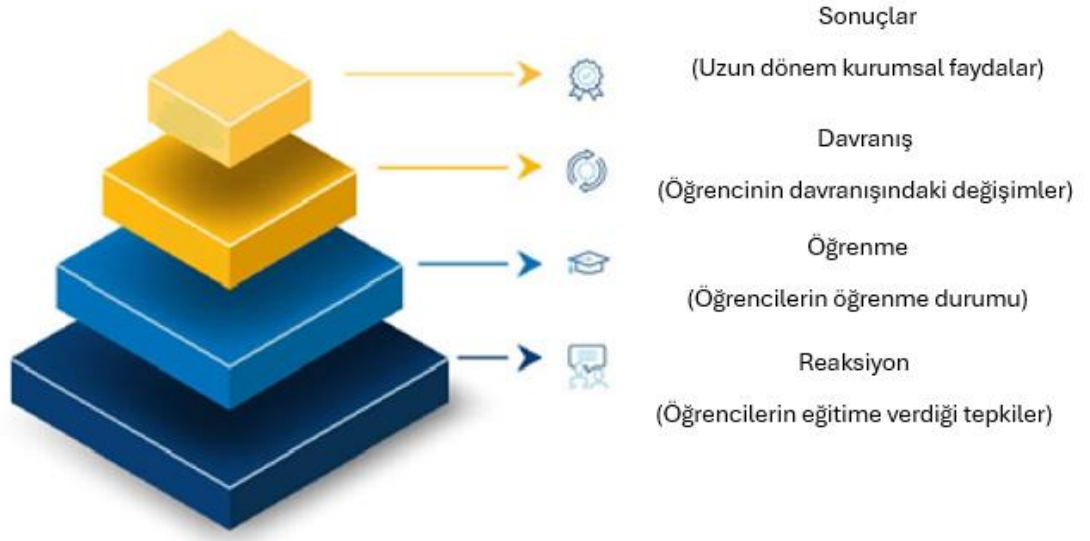 Sonuçlar
(Uzun dönem kurumsal faydalar)
Davranış
(Öğrencinin davranışındaki değişimler)
Öğrenme
(Öğrencilerin öğrenme durumu)
Reaksiyon
(Öğrencilerin eğitime verdiği tepkiler)